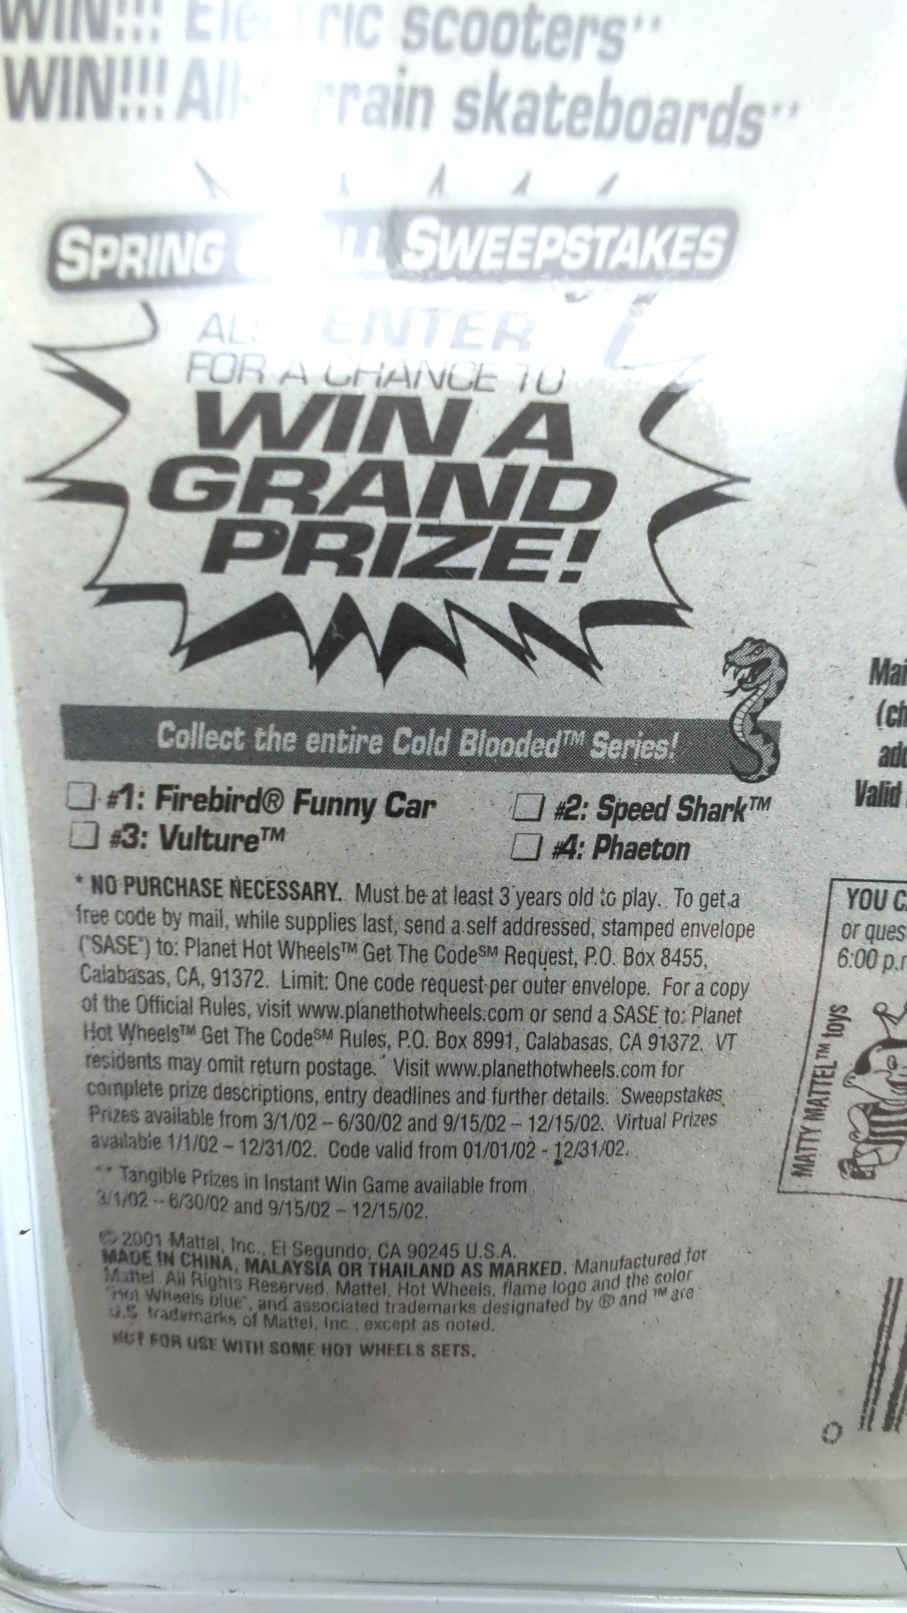 WIN!!! Electric scooters**
WIN!!! All-Terrain skateboards**
SPRING & FALL SWEEPSTAKES
ENTER
FOR A CHANCE TO
WIN A
GRAND
PRIZE!
Collect the entire Cold Blooded™ Series!
#1: Firebird® Funny Car
#2: Speed Shark™
#3: Vulture™
#4: Phaeton
* NO PURCHASE NECESSARY. Must be at least 3 years old to play. To get a
free code by mail, while supplies last, send a self addressed, stamped envelope
("SASE") to: Planet Hot Wheels™ Get The Code℠ Request, P.O. Box 8455,
Calabasas, CA, 91372. Limit: One code request per outer envelope. For a copy
of the Official Rules, visit www.planethotwheels.com or send a SASE to: Planet
Hot Wheels™ Get The Code℠ Rules, P.O. Box 8991, Calabasas, CA 91372. VT
residents may omit return postage. Visit www.planethotwheels.com for
complete prize descriptions, entry deadlines and further details. Sweepstakes
Prizes available from 3/1/02 – 6/30/02 and 9/15/02 – 12/15/02. Virtual Prizes
available 1/1/02 – 12/31/02. Code valid from 01/01/02 - 12/31/02.
** Tangible Prizes in Instant Win Game available from
3/1/02 – 6/30/02 and 9/15/02 – 12/15/02.
© 2001 Mattel, Inc., El Segundo, CA 90245 U.S.A.
MADE IN CHINA, MALAYSIA OR THAILAND AS MARKED. Manufactured for
Mattel. All Rights Reserved. Mattel, Hot Wheels, flame logo and the color
"Hot Wheels blue", and associated trademarks designated by ® and ™ are
U.S. trademarks of Mattel, Inc., except as noted.
NOT FOR USE WITH SOME HOT WHEELS SETS.
Valid
YOU
or
6:00
MATTY MATTEL™ toys